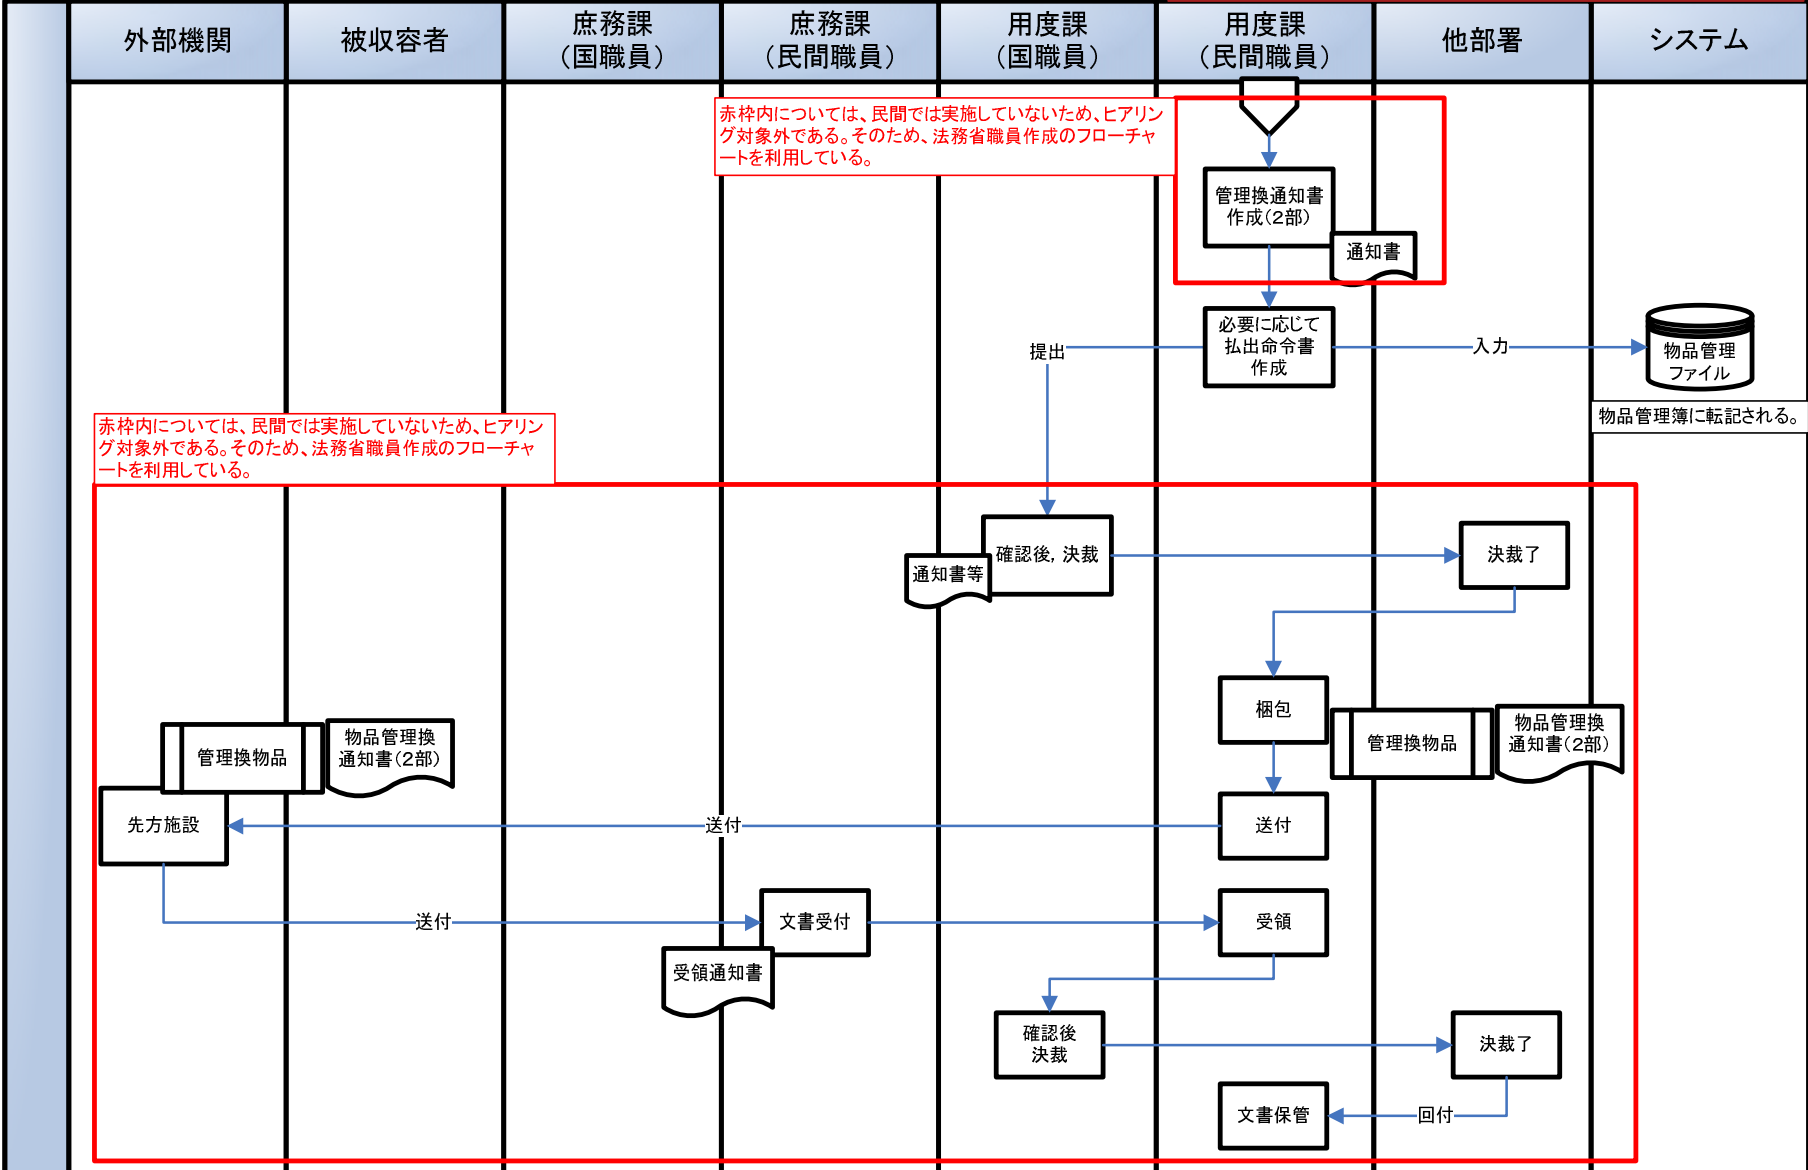 外部機関
被収容者
庶務課
（国職員）
庶務課
（民間職員）
用度課
（国職員）
用度課
（民間職員）
他部署
システム
赤枠内については、民間では実施していないため、ヒアリン
グ対象外である。そのため、法務省職員作成のフローチャ
ートを利用している。
管理換通知書
作成（2部）
通知書
必要に応じて
払出命令書
作成
提出
入力
物品管理
ファイル
物品管理簿に転記される。
赤枠内については、民間では実施していないため、ヒアリン
グ対象外である。そのため、法務省職員作成のフローチャ
ートを利用している。
確認後，決裁
通知書等
決裁了
梱包
管理換物品
物品管理換
通知書（2部）
管理換物品
物品管理換
通知書（2部）
先方施設
送付
送付
送付
文書受付
受領
受領通知書
確認後
決裁
決裁了
文書保管
回付